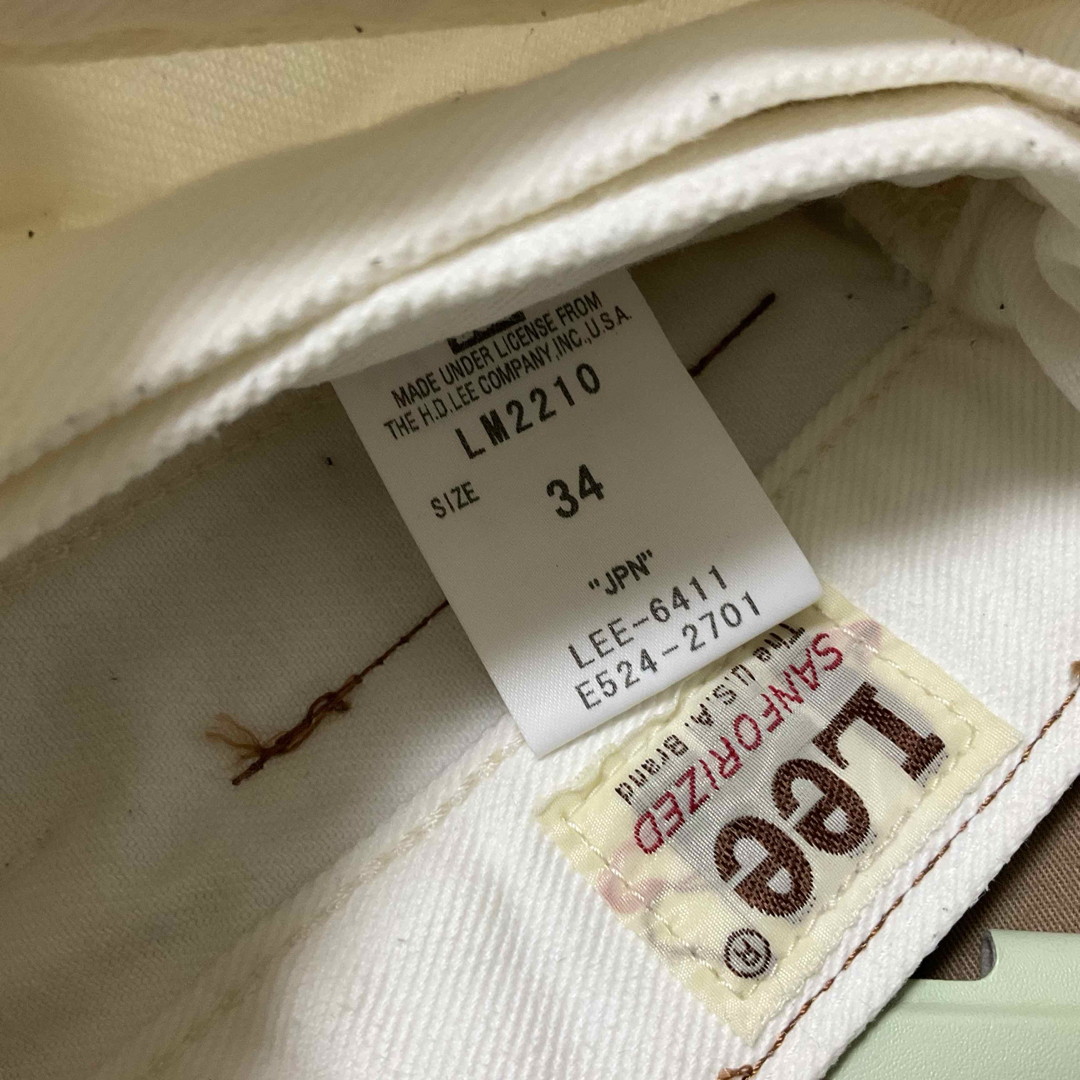 MADE UNDER LICENSE FROM
THE H.D.LEE COMPANY,INC.,U.S.A.
LM2210
SIZE 34
"JPN"
LEE-6411
E524-2701
Lee ®
SANFORIZED
The U.S.A. Brand